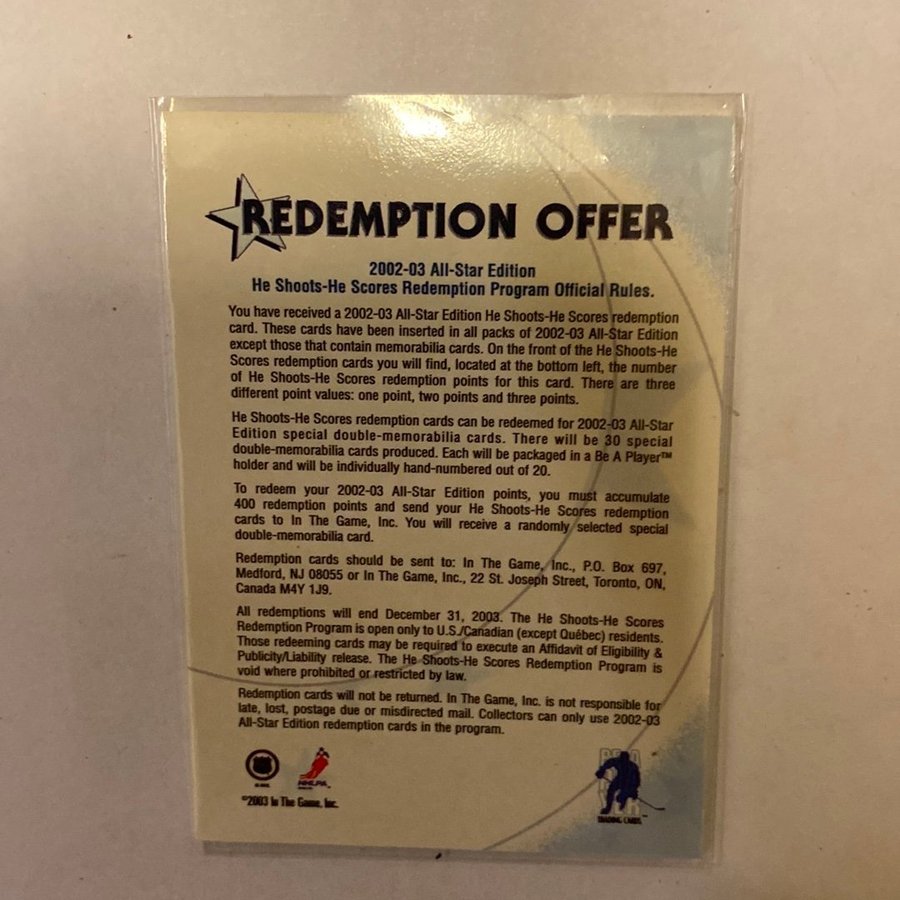 REDEMPTION OFFER
2002-03 All-Star Edition
He Shoots-He Scores Redemption Program Official Rules.
You have received a 2002-03 All-Star Edition He Shoots-He Scores redemption
card. These cards have been inserted in all packs of 2002-03 All-Star Edition
except those that contain memorabilia cards. On the front of the He Shoots-He
Scores redemption cards you will find, located at the bottom left, the number
of He Shoots-He Scores redemption points for this card. There are three
different point values: one point, two points and three points.
He Shoots-He Scores redemption cards can be redeemed for 2002-03 All-Star
Edition special double-memorabilia cards. There will be 30 special
double-memorabilia cards produced. Each will be packaged in a Be A Player™
holder and will be individually hand-numbered out of 20.
To redeem your 2002-03 All-Star Edition points, you must accumulate
400 redemption points and send your He Shoots-He Scores redemption
cards to In The Game, Inc. You will receive a randomly selected special
double-memorabilia card.
Redemption cards should be sent to: In The Game, Inc., P.O. Box 697,
Medford, NJ 08055 or In The Game, Inc., 22 St. Joseph Street, Toronto, ON,
Canada M4Y 1J9.
All redemptions will end December 31, 2003. The He Shoots-He Scores
Redemption Program is open only to U.S./Canadian (except Québec) residents.
Those redeeming cards may be required to execute an Affidavit of Eligibility &
Publicity/Liability release. The He Shoots-He Scores Redemption Program is
void where prohibited or restricted by law.
Redemption cards will not be returned. In The Game, Inc. is not responsible for
late, lost, postage due or misdirected mail. Collectors can only use 2002-03
All-Star Edition redemption cards in the program.
NHLPA
TRADING CARDS™
©2003 In The Game, Inc.